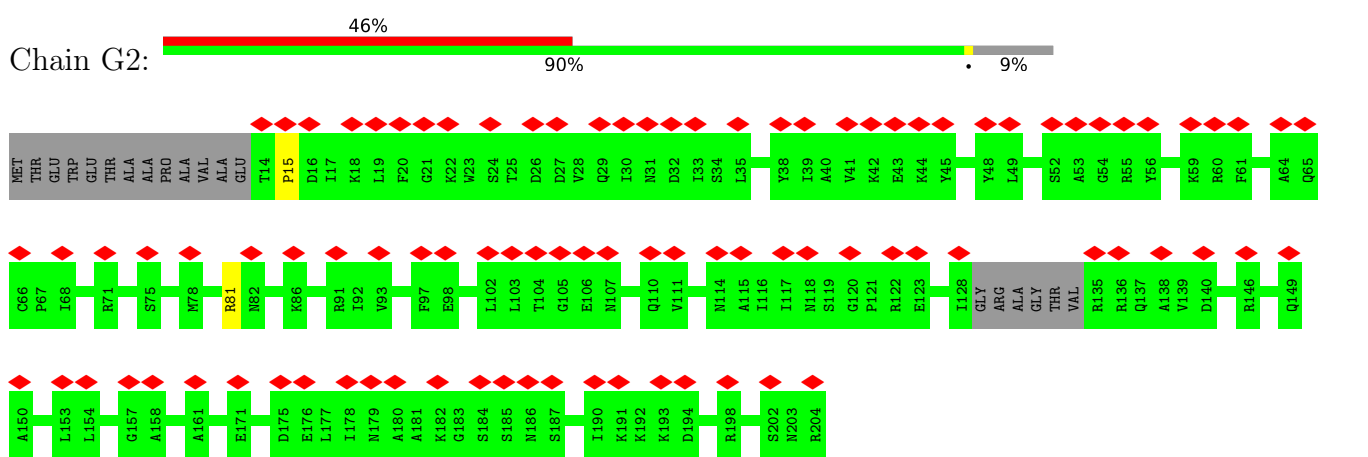 46%
Chain G2:
90%
•
9%
MET THR GLU TRP GLU THR ALA ALA PRO ALA VAL ALA GLU T14 P15 D16 I17 K18 L19 F20 G21 K22 W23 S24 T25 D26 D27 V28 Q29 I30 N31 D32 I33 S34 L35 Y38 I39 A40 V41 K42 E43 K44 Y45 Y48 L49 S52 A53 G54 R55 Y56 K59 R60 F61 A64 Q65
C66 P67 I68 R71 S75 M78 R81 N82 K86 R91 I92 V93 F97 E98 L102 L103 T104 G105 E106 N107 Q110 V111 N114 A115 I116 I117 N118 S119 G120 P121 R122 E123 I128 GLY ARG ALA GLY THR VAL R135 R136 Q137 A138 V139 D140 R146 Q149
A150 L153 L154 G157 A158 A161 E171 D175 E176 L177 I178 N179 A180 A181 K182 G183 S184 S185 N186 S187 I190 K191 K192 K193 D194 R198 S202 N203 R204